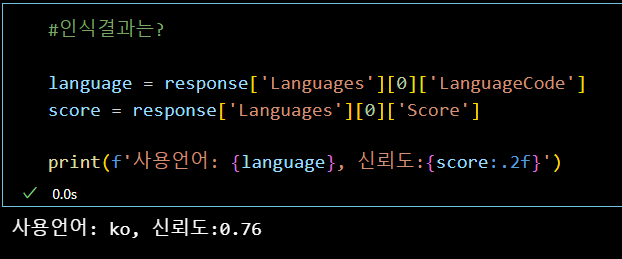 #인식결과는?
language = response['Languages'][0]['LanguageCode']
score = response['Languages'][0]['Score']
print(f'사용언어: {language}, 신뢰도:{score:.2f}')
0.0s
사용언어: ko, 신뢰도:0.76